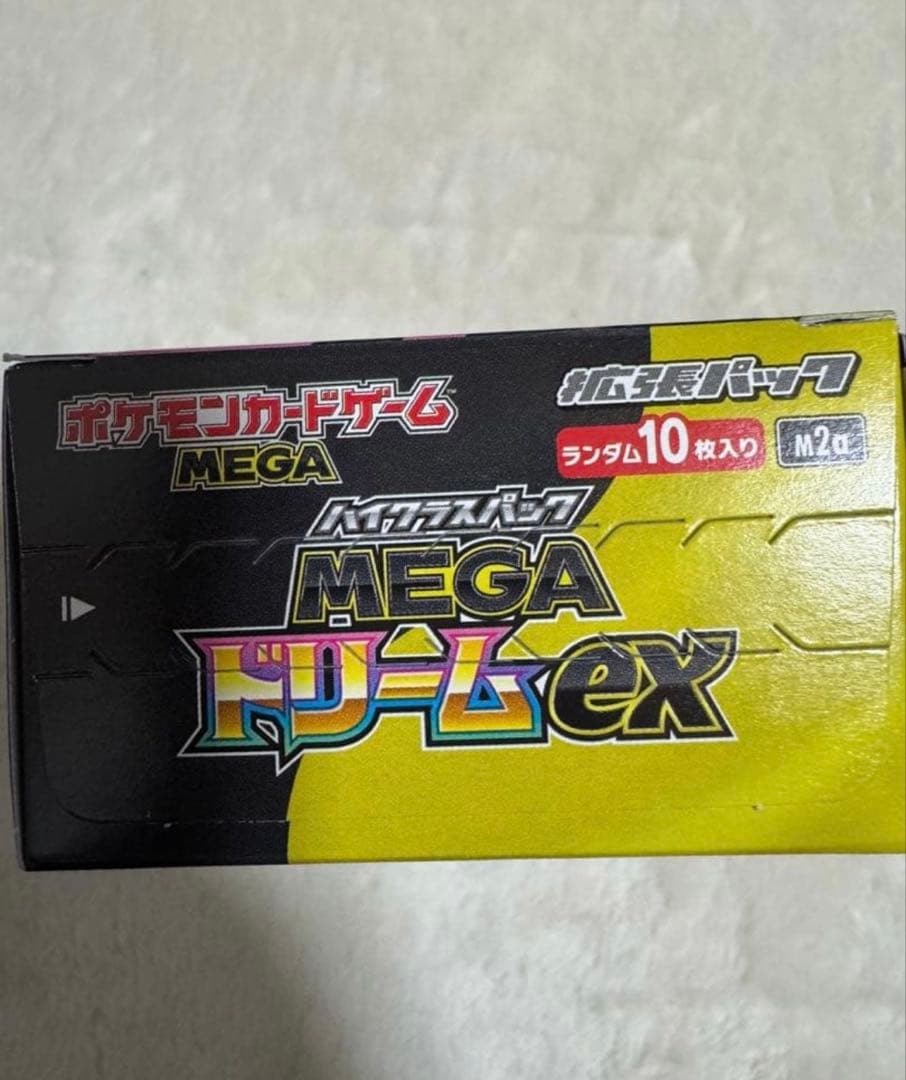 ポケモンカードゲーム™
MEGA
拡張パック
ランダム10枚入り
M2a
ハイクラスパック
MEGA
ドリームex